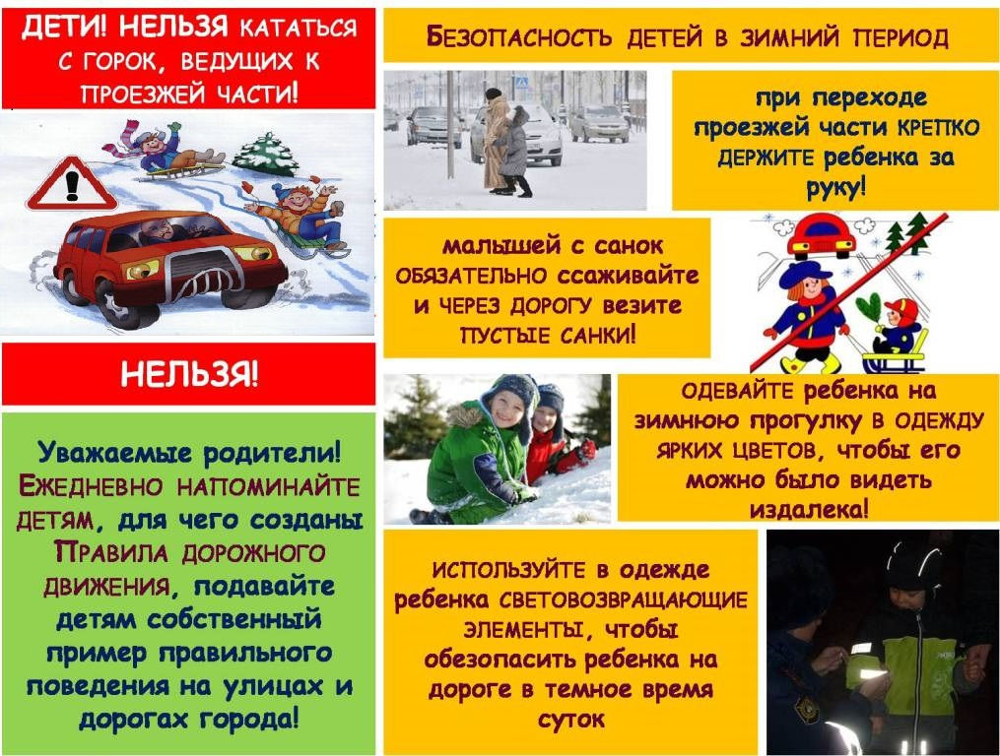 ДЕТИ! НЕЛЬЗЯ КАТАТЬСЯ
С ГОРОК, ВЕДУЩИХ К
ПРОЕЗЖЕЙ ЧАСТИ!
НЕЛЬЗЯ!
Уважаемые родители!
ЕЖЕДНЕВНО НАПОМИНАЙТЕ
ДЕТЯМ, для чего созданы
ПРАВИЛА ДОРОЖНОГО
ДВИЖЕНИЯ, подавайте
детям собственный
пример правильного
поведения на улицах и
дорогах города!
БЕЗОПАСНОСТЬ ДЕТЕЙ В ЗИМНИЙ ПЕРИОД
при переходе
проезжей части КРЕПКО
ДЕРЖИТЕ ребенка за
руку!
малышей с санок
ОБЯЗАТЕЛЬНО ссаживайте
и ЧЕРЕЗ ДОРОГУ везите
ПУСТЫЕ САНКИ!
ОДЕВАЙТЕ ребенка на
зимнюю прогулку В ОДЕЖДУ
ЯРКИХ ЦВЕТОВ, чтобы его
можно было видеть
издалека!
ИСПОЛЬЗУЙТЕ в одежде
ребенка СВЕТОВОЗВРАЩАЮЩИЕ
ЭЛЕМЕНТЫ, чтобы
обезопасить ребенка на
дороге в темное время
суток